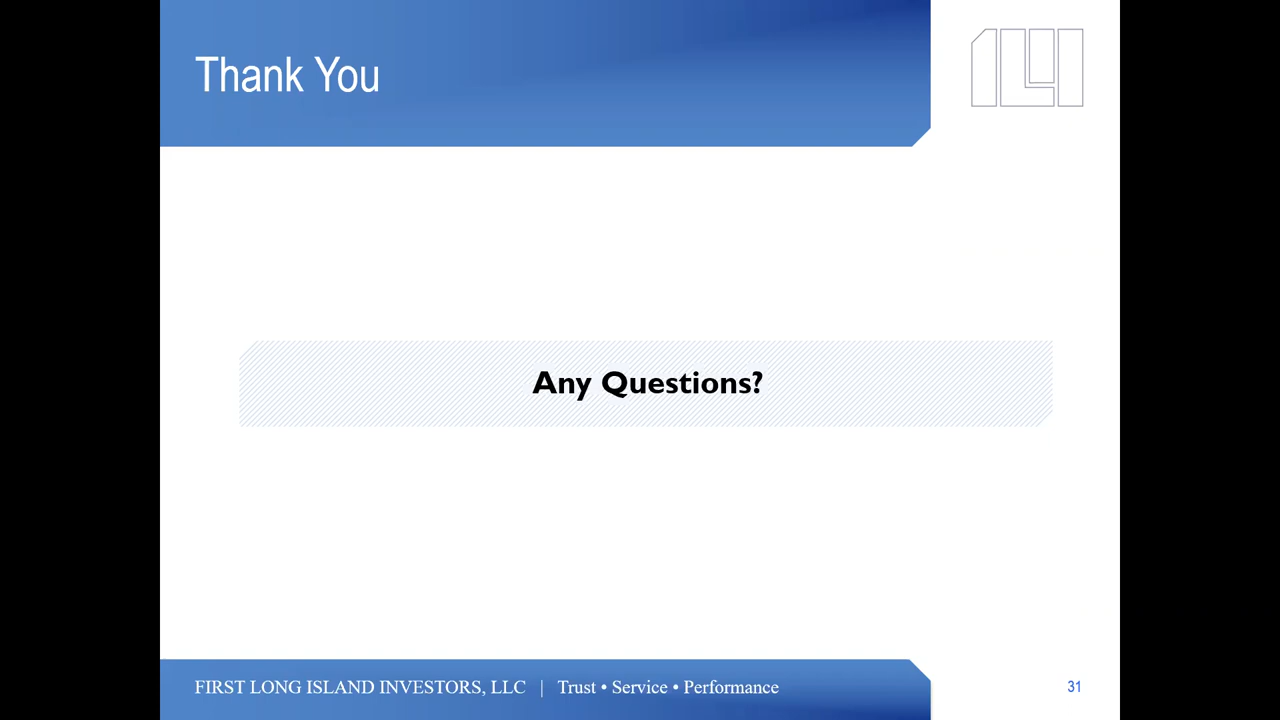 Thank You
Any Questions?
FIRST LONG ISLAND INVESTORS, LLC | Trust • Service • Performance
31